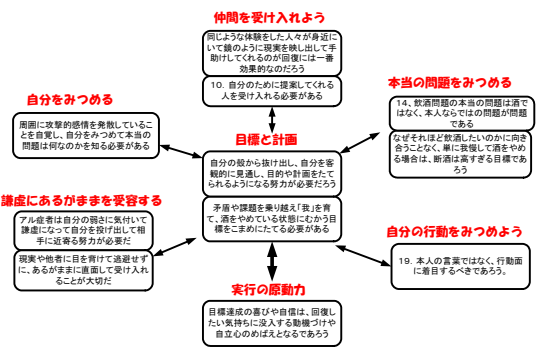 仲間を受け入れよう
同じような体験をした人々が身近に
いて鏡のように現実を映し出して手
助けしてくれるのが回復には一番
効果的なのだろう
10．自分のために提案してくれる
人を受け入れる必要がある
自分をみつめる
周囲に攻撃的感情を発散しているこ
とを自覚し、自分をみつめて本当の
問題は何なのかを知る必要がある
本当の問題をみつめる
14、飲酒問題の本当の問題は酒で
はなく、本人ならではの問題が問題
である
なぜそれほど飲酒したいのかに向き
合うことなく、単に我慢して酒をやめ
る場合は、断酒は高すぎる目標であ
ろう
目標と計画
自分の殻から抜け出し、自分を客
観的に見通し、目的や計画をたて
られるようになる努力が必要だろう
矛盾や課題を乗り越え「我」を育
て、酒をやめている状態にむかう目
標をこまめにたてる必要がある
謙虚にあるがままを受容する
アル症者は自分の弱さに気付いて
謙虚になって自分を投げ出して相
手に近寄る努力が必要だ
現実や他者に目を背けて逃避せず
に、あるがままに直面して受け入れ
ることが大切だ
自分の行動をみつめよう
19．本人の言葉ではなく、行動面
に着目するべきであろう。
実行の原動力
目標達成の喜びや自信は、回復し
たい気持ちに没入する動機づけや
自立心のめばえとなるであろう